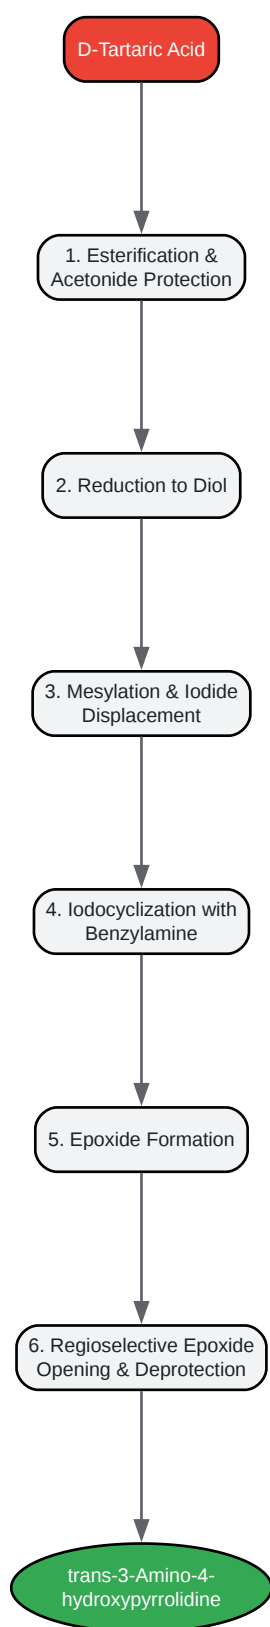 D-Tartaric Acid
1. Esterification &
Acetonide Protection
2. Reduction to Diol
3. Mesylation & Iodide
Displacement
4. Iodocyclization with
Benzylamine
5. Epoxide Formation
6. Regioselective Epoxide
Opening & Deprotection
trans-3-Amino-4-
hydroxypyrrolidine